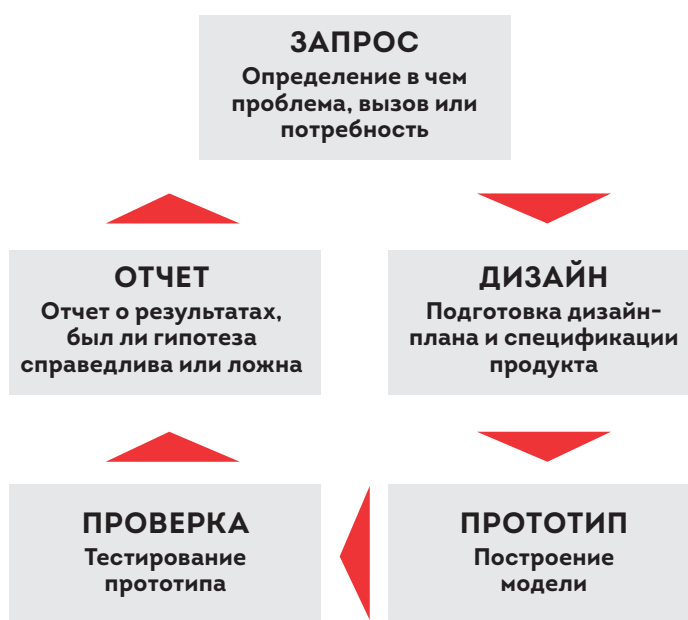 ЗАПРОС
Определение в чем
проблема, вызов или
потребность
ОТЧЕТ
Отчет о результатах,
был ли гипотеза
справедлива или ложна
ДИЗАЙН
Подготовка дизайн-
плана и спецификации
продукта
ПРОВЕРКА
Тестирование
прототипа
ПРОТОТИП
Построение
модели